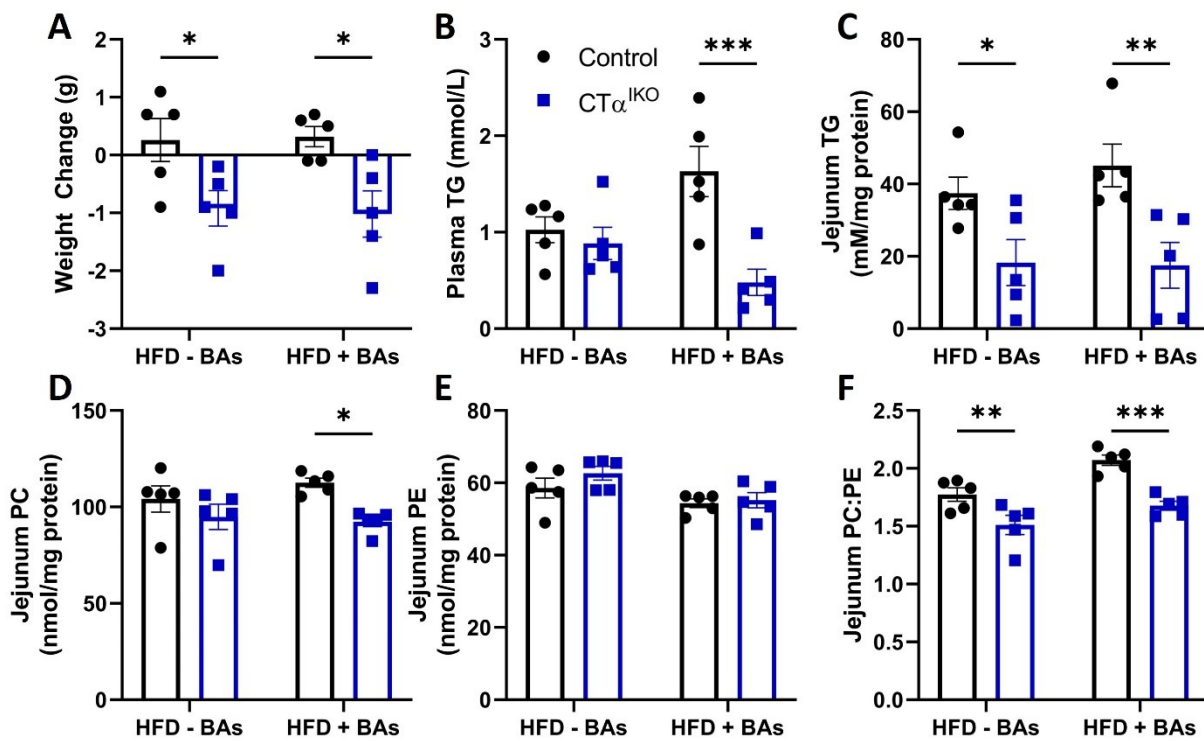 A
Weight Change (g)
2
1
0
-1
-2
-3
*
*
HFD - BAs
HFD + BAs
B
Plasma TG (mmol/L)
3
2
1
0
Control
CTα^IKO
***
HFD - BAs
HFD + BAs
C
Jejunum TG
(mM/mg protein)
80
60
40
20
0
*
**
HFD - BAs
HFD + BAs
D
Jejunum PC
(nmol/mg protein)
150
100
50
0
*
HFD - BAs
HFD + BAs
E
Jejunum PE
(nmol/mg protein)
80
60
40
20
0
HFD - BAs
HFD + BAs
F
Jejunum PC:PE
2.5
2.0
1.5
1.0
0.5
0.0
**
***
HFD - BAs
HFD + BAs